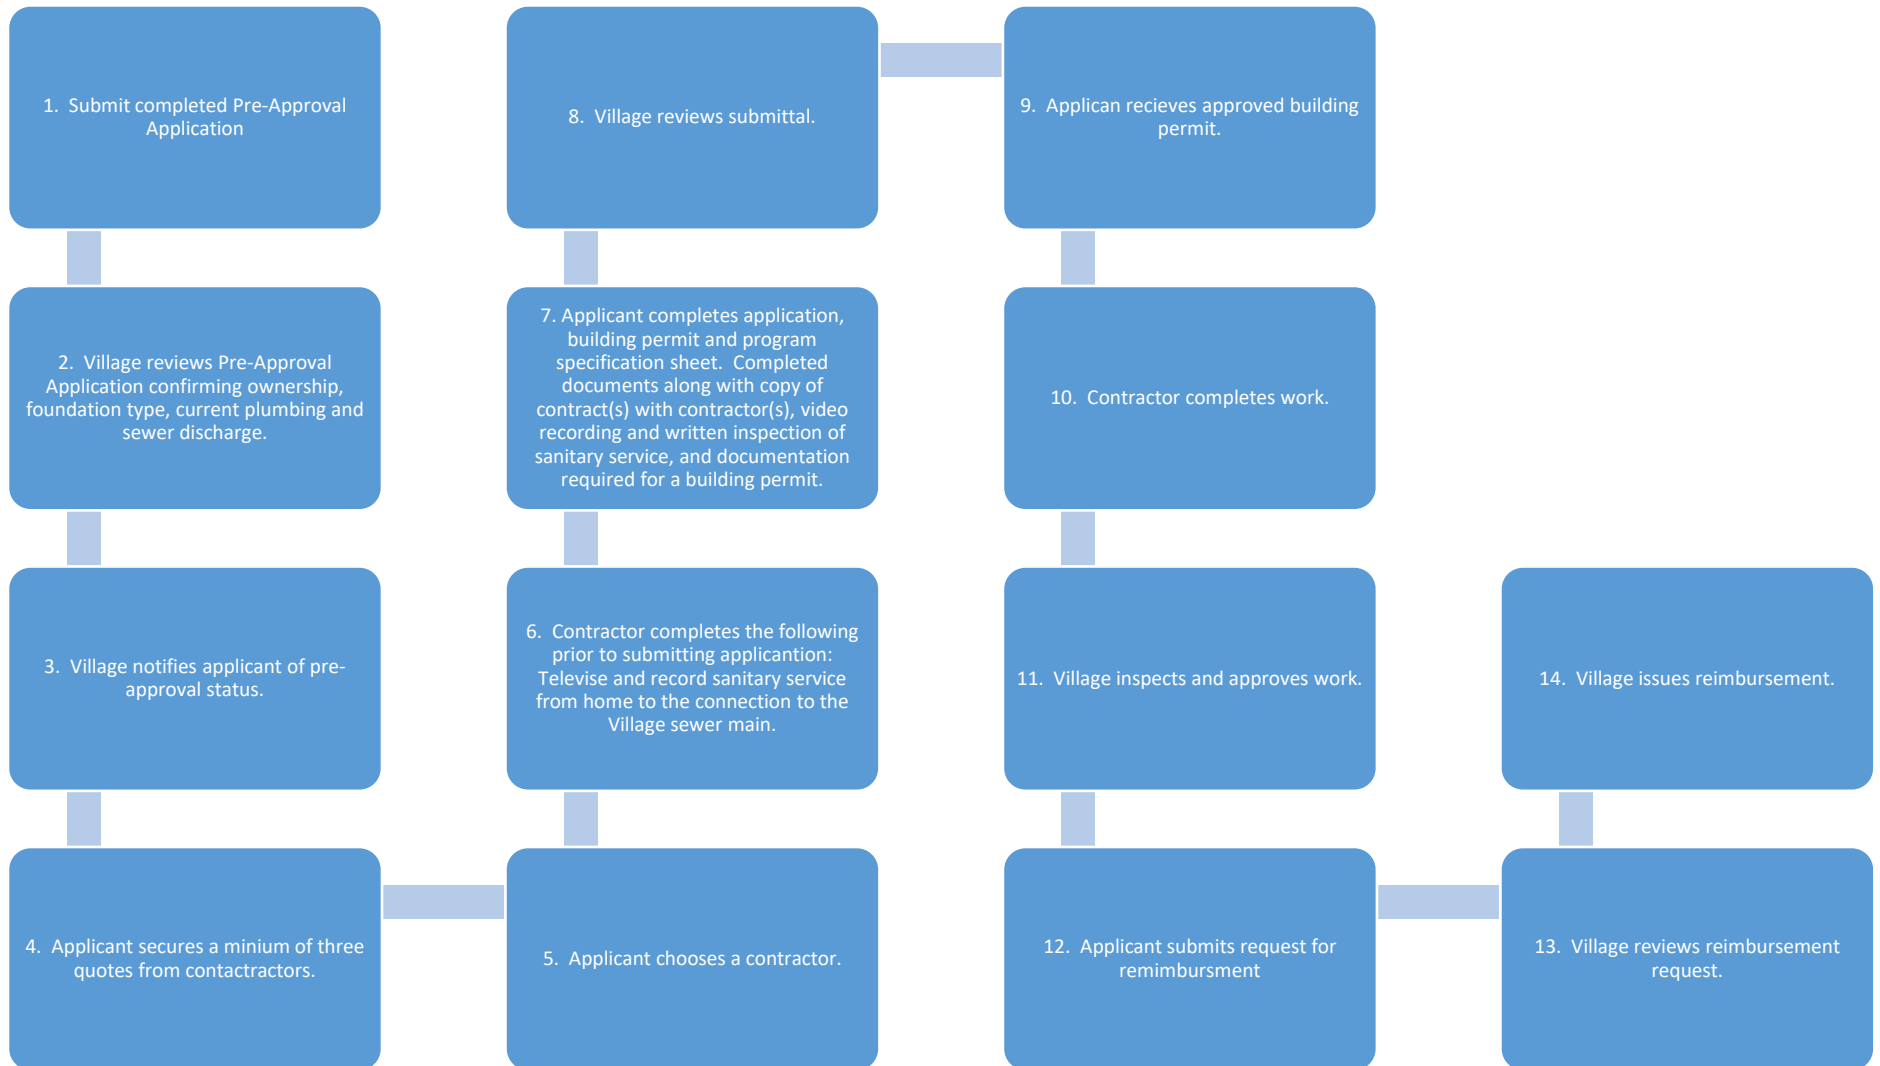 1. Submit completed Pre-Approval
Application
2. Village reviews Pre-Approval
Application confirming ownership,
foundation type, current plumbing and
sewer discharge.
3. Village notifies applicant of pre-
approval status.
4. Applicant secures a minium of three
quotes from contactractors.
5. Applicant chooses a contractor.
6. Contractor completes the following
prior to submitting applicantion:
Televise and record sanitary service
from home to the connection to the
Village sewer main.
7. Applicant completes application,
building permit and program
specification sheet. Completed
documents along with copy of
contract(s) with contractor(s), video
recording and written inspection of
sanitary service, and documentation
required for a building permit.
8. Village reviews submittal.
9. Applican recieves approved building
permit.
10. Contractor completes work.
11. Village inspects and approves work.
12. Applicant submits request for
remimbursment
13. Village reviews reimbursement
request.
14. Village issues reimbursement.